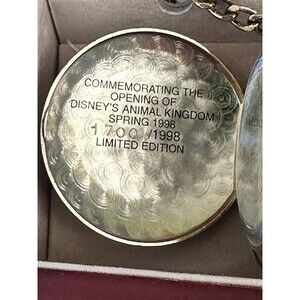 COMMEMORATING THE
OPENING OF
DISNEY'S ANIMAL KINGDOM
SPRING 1998
1700 /1998
LIMITED EDITION